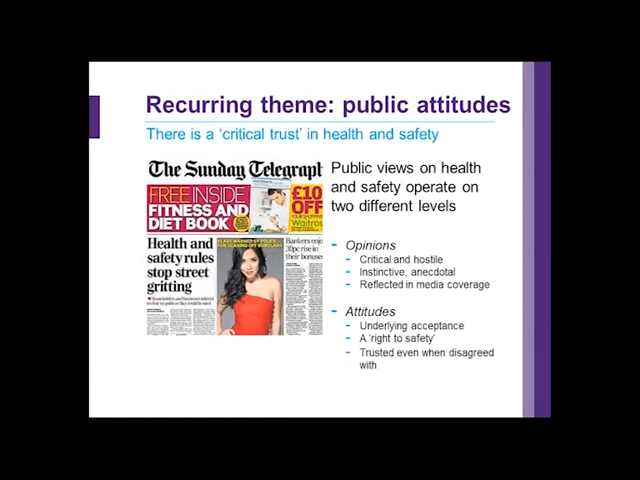 Recurring theme: public attitudes
There is a 'critical trust' in health and safety
The Sunday Telegraph
FREE INSIDE
FITNESS AND
DIET BOOK
£10
OFF
Waitrose
Health and
safety rules
stop street
gritting
Bankers enjoy
30pc rise in
their bonuses
Public views on health
and safety operate on
two different levels
- Opinions
- Critical and hostile
- Instinctive, anecdotal
- Reflected in media coverage
- Attitudes
- Underlying acceptance
- A 'right to safety'
- Trusted even when disagreed
with